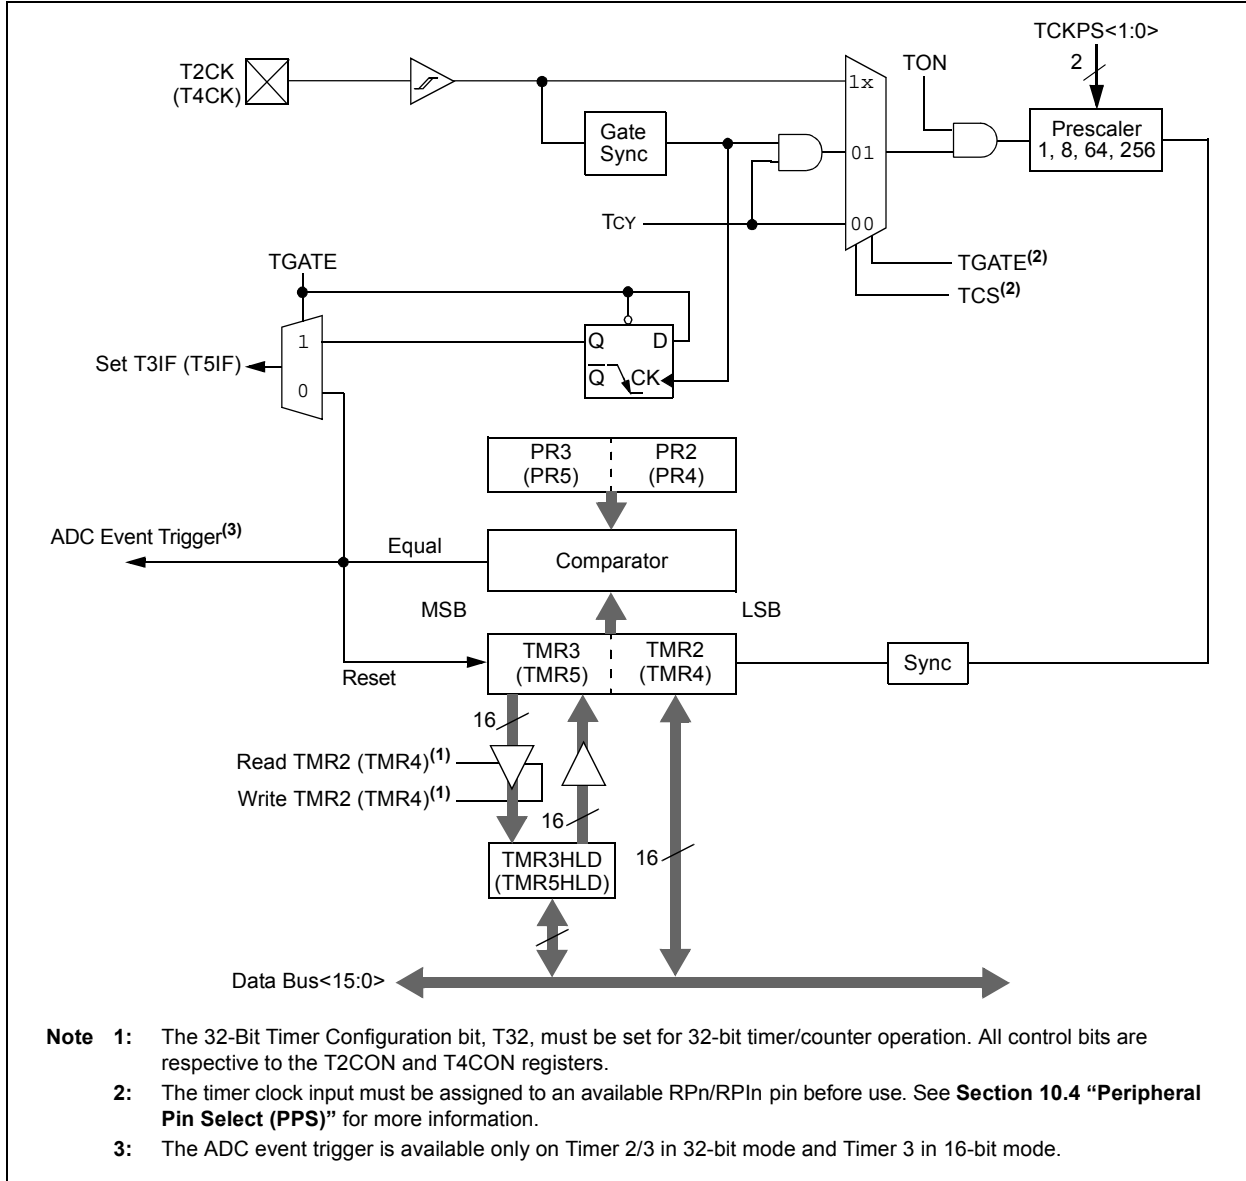 TCKPS<1:0>
2
TON
T2CK
(T4CK)
1x
Gate
Sync
Prescaler
1, 8, 64, 256
01
TCY
00
TGATE(2)
TCS(2)
TGATE
1
Q D
Set T3IF (T5IF)
Q CK
0
PR3
(PR5)
PR2
(PR4)
ADC Event Trigger(3)
Equal
Comparator
MSB
LSB
TMR3
(TMR5)
TMR2
(TMR4)
Sync
Reset
16
Read TMR2 (TMR4)(1)
Write TMR2 (TMR4)(1)
16
16
TMR3HLD
(TMR5HLD)
Data Bus<15:0>
Note 1: The 32-Bit Timer Configuration bit, T32, must be set for 32-bit timer/counter operation. All control bits are
respective to the T2CON and T4CON registers.
2: The timer clock input must be assigned to an available RPn/RPIn pin before use. See Section 10.4 “Peripheral
Pin Select (PPS)” for more information.
3: The ADC event trigger is available only on Timer 2/3 in 32-bit mode and Timer 3 in 16-bit mode.